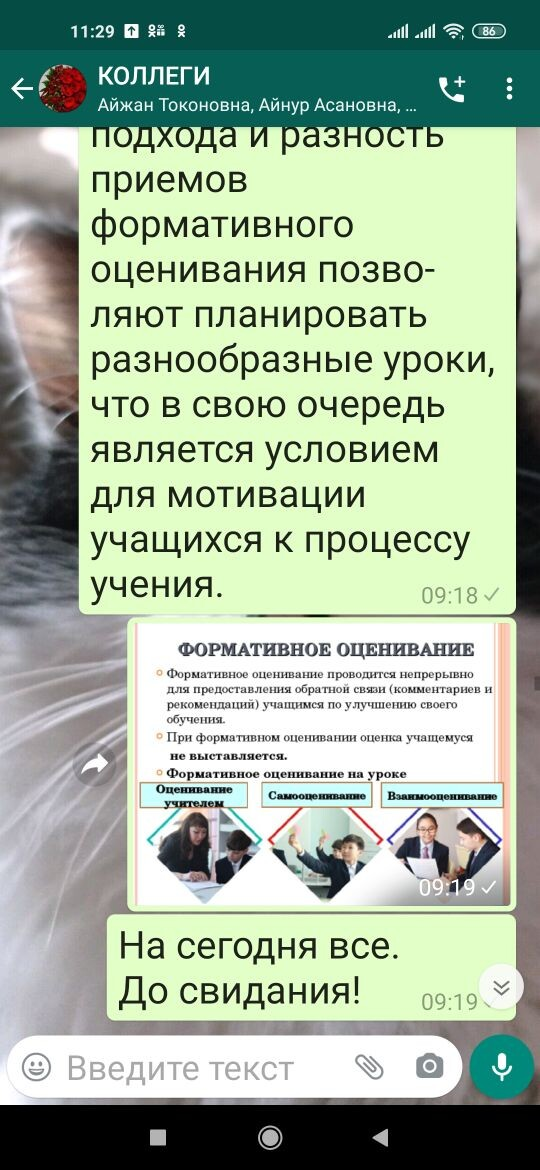 11:29
86
КОЛЛЕГИ
Айжан Токоновна, Айнур Асановна, ...
подхода и разность
приемов
формативного
оценивания позво-
ляют планировать
разнообразные уроки,
что в свою очередь
является условием
для мотивации
учащихся к процессу
учения.
09:18
ФОРМАТИВНОЕ ОЦЕНИВАНИЕ
Формативное оценивание проводится непрерывно
для предоставления обратной связи (комментариев и
рекомендаций) учащимся по улучшению своего
обучения.
При формативном оценивании оценка учащемуся
не выставляется.
Формативное оценивание на уроке
Оценивание
учителем
Самооценивание
Взаимооценивание
09:19
На сегодня все.
До свидания!
09:19
Введите текст